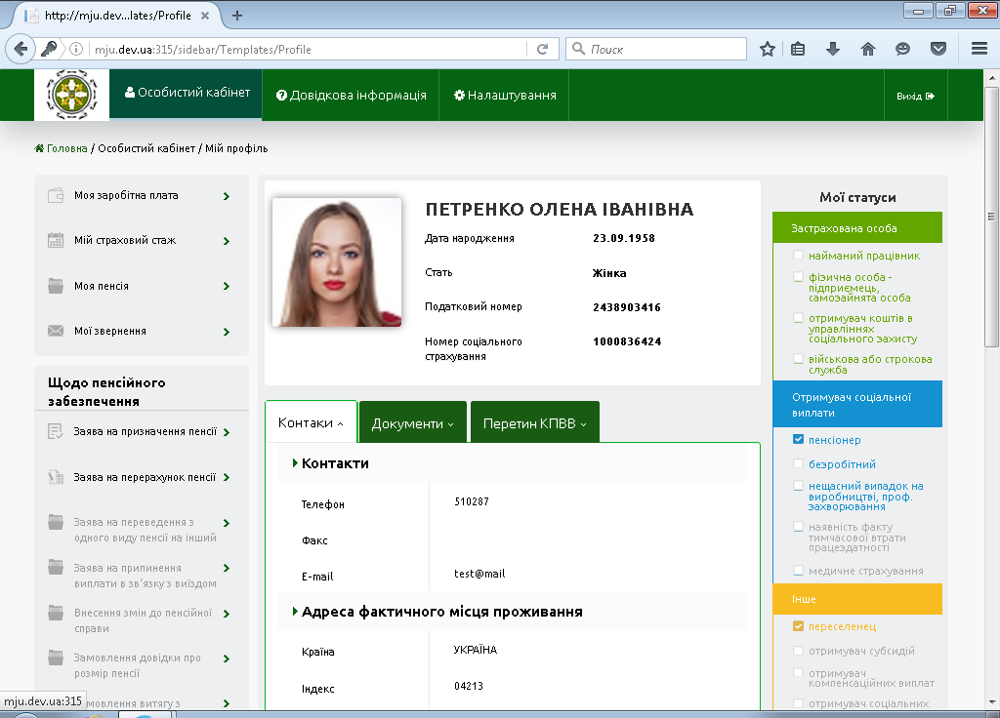 http://mju.dev...lates/Profile
mju.dev.ua:315/sidebar/Templates/Profile
Поиск
Особистий кабінет
Довідкова інформація
Налаштування
Вихід
Головна / Особистий кабінет / Мій профіль
Моя заробітна плата
Мій страховий стаж
Моя пенсія
Мої звернення
Щодо пенсійного
забезпечення
Заява на призначення пенсії
Заява на перерахунок пенсії
Заява на переведення з
одного виду пенсії на інший
Заява на припинення
виплати в зв'язку з виїздом
Внесення змін до пенсійної
справи
Замовлення довідки про
розмір пенсії
мовлення витягу з
mju.dev.ua:315
ПЕТРЕНКО ОЛЕНА ІВАНІВНА
Дата народження 23.09.1958
Стать Жінка
Податковий номер 2438903416
Номер соціального 1000836424
страхування
Контаки
Документи
Перетин КПВВ
Контакти
Телефон 510287
Факс
E-mail test@mail
Адреса фактичного місця проживання
Країна УКРАЇНА
Індекс 04213
Мої статуси
Застрахована особа
найманий працівник
фізична особа -
підприємець,
самозайнята особа
отримувач коштів в
управліннях
соціального захисту
військова або строкова
служба
Отримувач соціальної
виплати
пенсіонер
безробітний
нещасний випадок на
виробництві, проф.
захворювання
наявність факту
тимчасової втрати
працездатності
медичне страхування
Інше
переселенец
отримувач субсидій
отримувач
компенсаційних виплат
отримувач соціальних